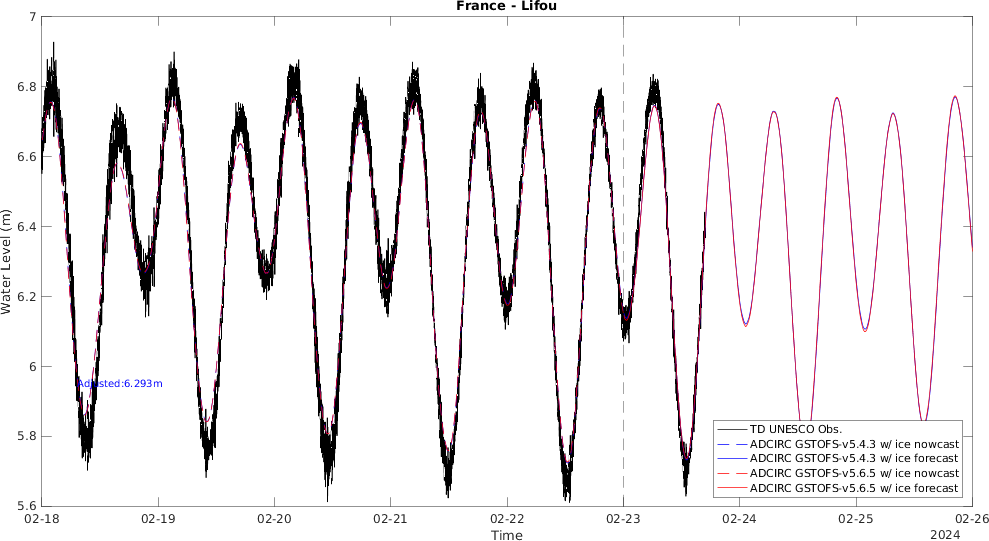 France - Lifou
Water Level (m)
7
6.8
6.6
6.4
6.2
6
5.8
5.6
Adjusted:6.293m
TD UNESCO Obs.
ADCIRC GSTOFS-v5.4.3 w/ ice nowcast
ADCIRC GSTOFS-v5.4.3 w/ ice forecast
ADCIRC GSTOFS-v5.6.5 w/ ice nowcast
ADCIRC GSTOFS-v5.6.5 w/ ice forecast
02-18 02-19 02-20 02-21 02-22 02-23 02-24 02-25 02-26
Time
2024